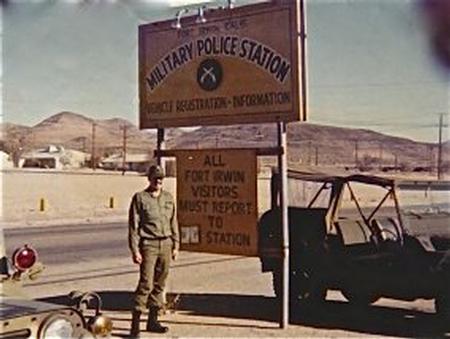 FORT IRWIN, CALIF.
MILITARY POLICE STATION
VEHICLE REGISTRATION - INFORMATION
ALL
FORT IRWIN
VISITORS
MUST REPORT
TO
STATION